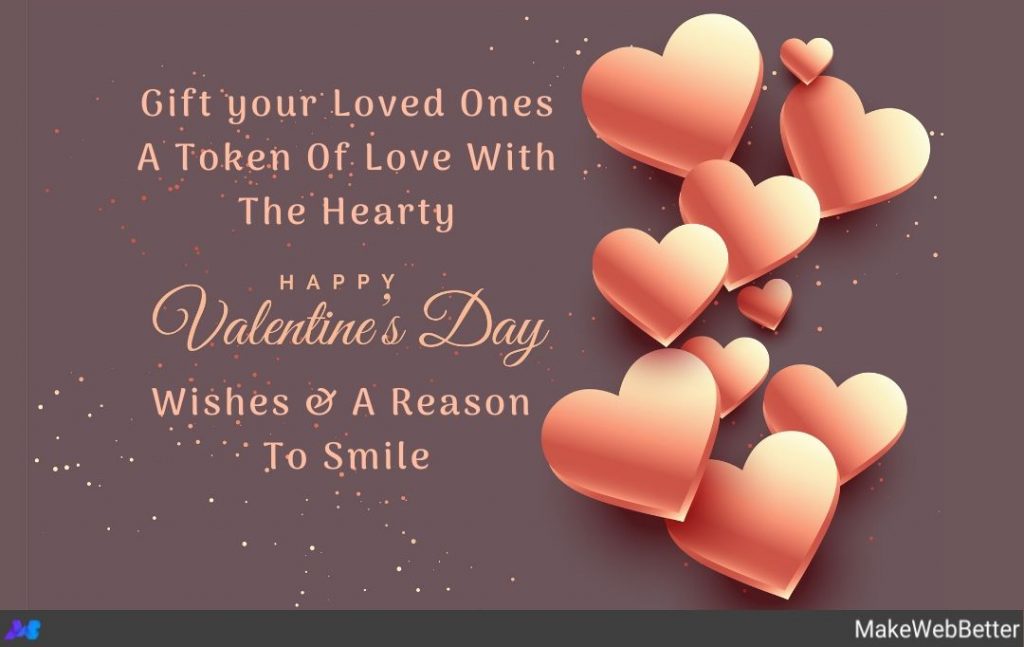 Gift your Loved Ones
A Token Of Love With
The Hearty
HAPPY
Valentine's Day
Wishes & A Reason
To Smile
MakeWebBetter